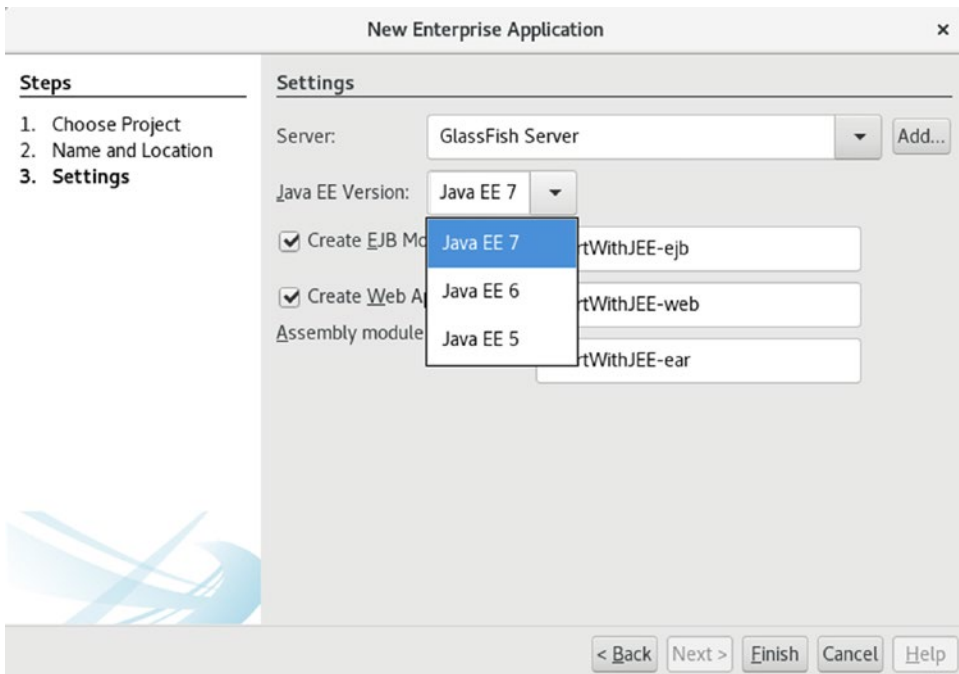 New Enterprise Application
Steps
1. Choose Project
2. Name and Location
3. Settings
Settings
Server: GlassFish Server Add...
Java EE Version: Java EE 7
Java EE 7
Java EE 6
Java EE 5
Create EJB Mo rtWithJEE-ejb
Create Web Ap rtWithJEE-web
Assembly module rtWithJEE-ear
< Back Next > Finish Cancel Help